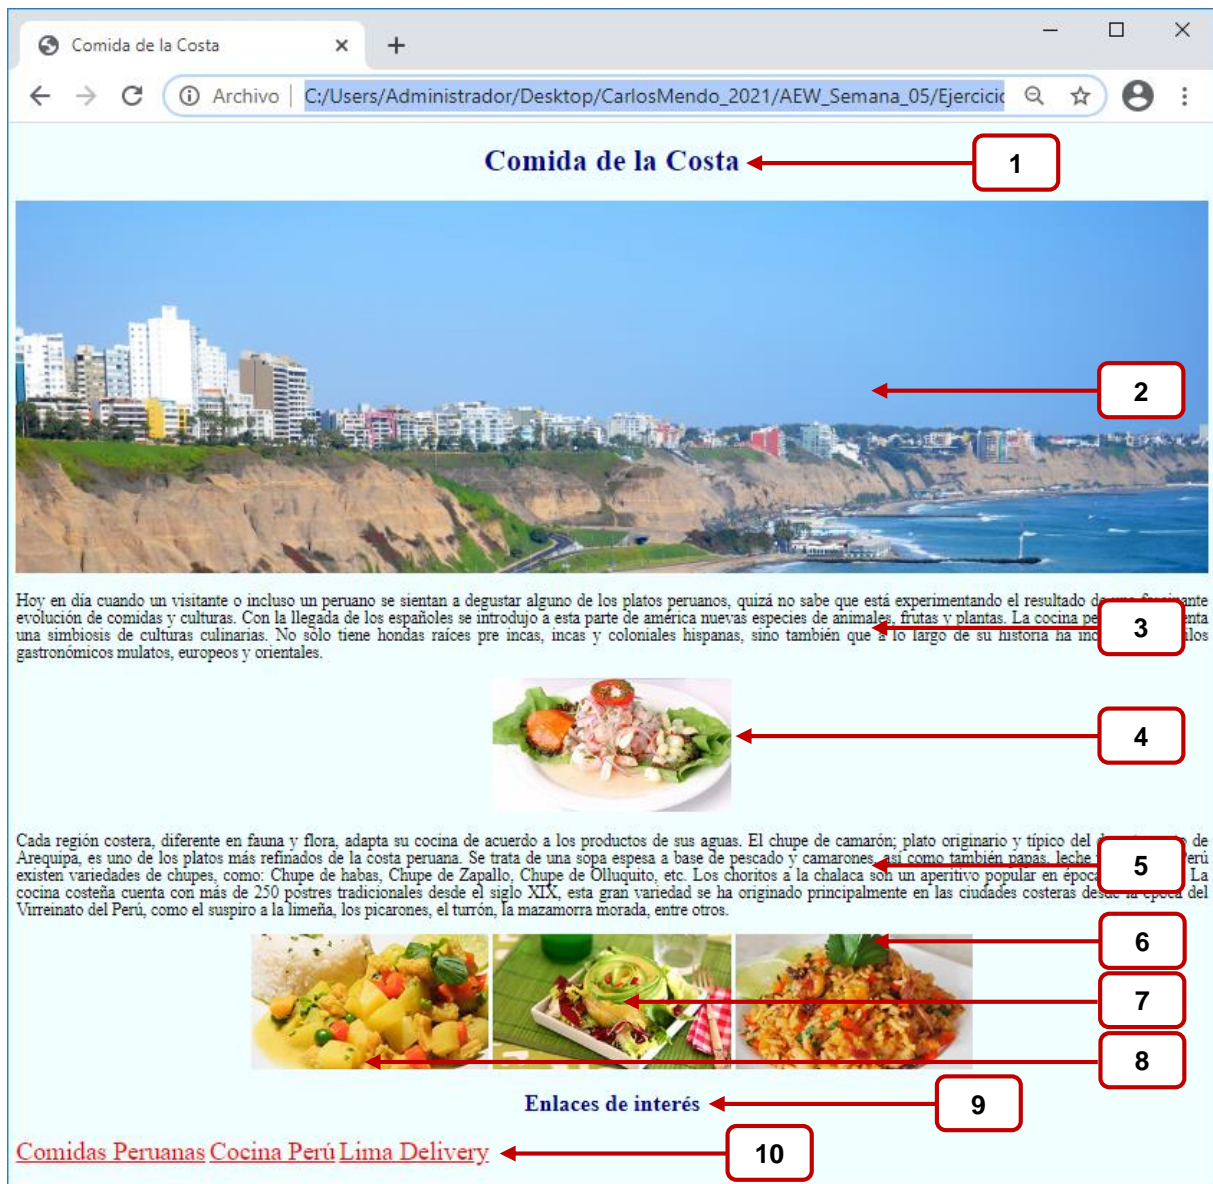 Comida de la Costa
Archivo C:/Users/Administrador/Desktop/CarlosMendo_2021/AEW_Semana_05/Ejercicic
Comida de la Costa
1
2
Hoy en día cuando un visitante o incluso un peruano se sientan a degustar alguno de los platos peruanos, quizá no sabe que está experimentando el resultado de
evolución de comidas y culturas. Con la llegada de los españoles se introdujo a esta parte de américa nuevas especies de animales, frutas y plantas. La cocina
una simbiosis de culturas culinarias. No sólo tiene hondas raíces pre incas, incas y coloniales hispanas, sino también que a lo largo de su historia ha
gastronómicos mulatos, europeos y orientales.
3
4
Cada región costera, diferente en fauna y flora, adapta su cocina de acuerdo a los productos de sus aguas. El chupe de camarón; plato originario y típico del de
Arequipa, es uno de los platos más refinados de la costa peruana. Se trata de una sopa espesa a base de pescado y camarones, así como también papas, leche Perú
existen variedades de chupes, como: Chupe de habas, Chupe de Zapallo, Chupe de Olluquito, etc. Los choritos a la chalaca son un aperitivo popular en época La
cocina costeña cuenta con más de 250 postres tradicionales desde el siglo XIX, esta gran variedad se ha originado principalmente en las ciudades costeras desde la época del
Virreinato del Perú, como el suspiro a la limeña, los picarones, el turrón, la mazamorra morada, entre otros.
5
6
7
8
Enlaces de interés
9
Comidas Peruanas Cocina Perú Lima Delivery
10